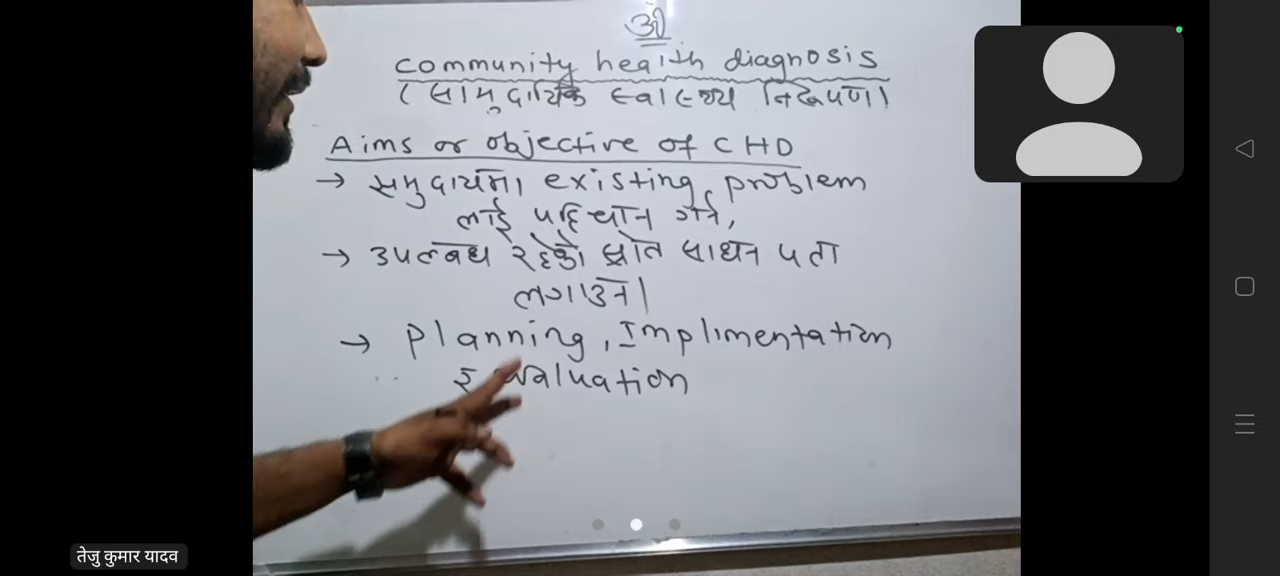 ओं
community health diagnosis
(सामुदायिक स्वास्थ्य निरूपण)
Aims or objective of CHD
→ समुदायमा existing problem
लाई पहिचान गर्ने,
→ उपलब्ध रहेको स्रोत साधन पत्ता
लगाउने।
→ Planning, Implimentation
र Evaluation
तेजु कुमार यादव